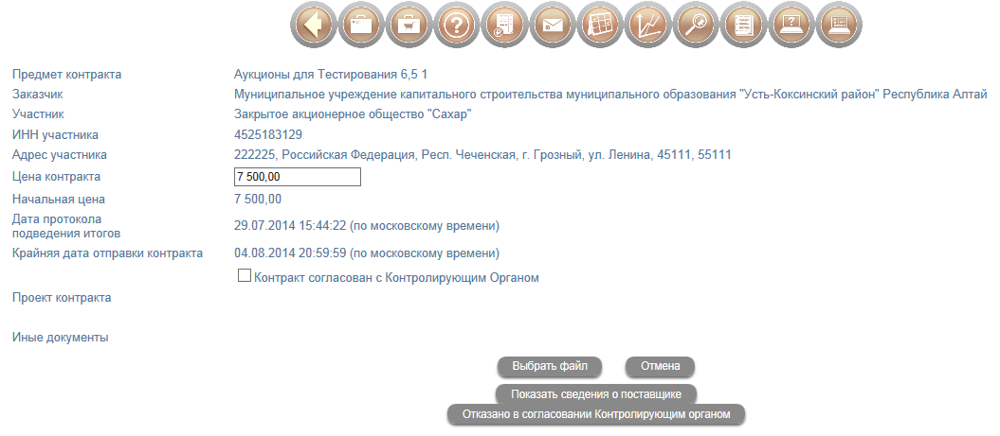 Предмет контракта Аукционы для Тестирования 6,5 1
Заказчик Муниципальное учреждение капитального строительства муниципального образования "Усть-Коксинский район" Республика Алтай
Участник Закрытое акционерное общество "Сахар"
ИНН участника 4525183129
Адрес участника 222225, Российская Федерация, Респ. Чеченская, г. Грозный, ул. Ленина, 45111, 55111
Цена контракта 7 500,00
Начальная цена 7 500,00
Дата протокола
подведения итогов 29.07.2014 15:44:22 (по московскому времени)
Крайняя дата отправки контракта 04.08.2014 20:59:59 (по московскому времени)
Контракт согласован с Контролирующим Органом
Проект контракта
Иные документы
Выбрать файл Отмена
Показать сведения о поставщике
Отказано в согласовании Контролирующим органом